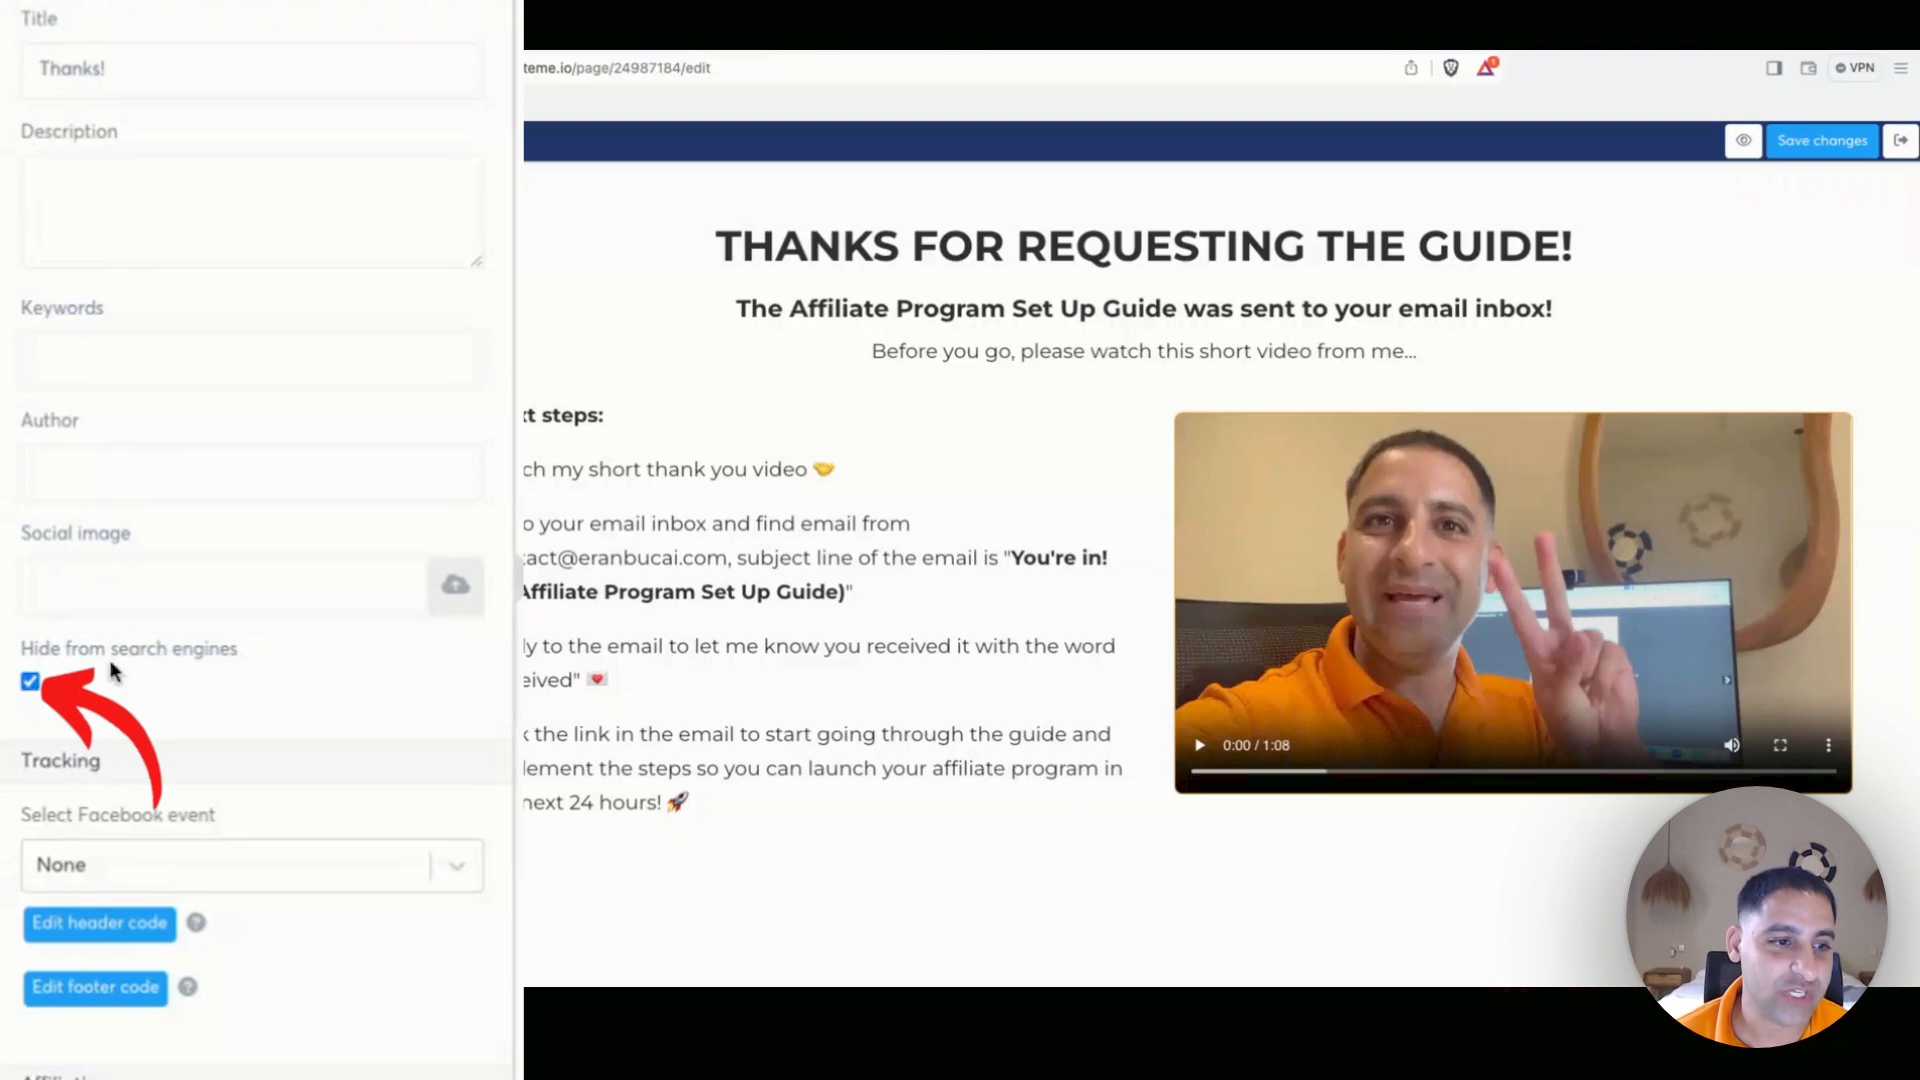 Title
Thanks!
Description
Keywords
Author
Social image
Hide from search engines
Tracking
Select Facebook event
None
Edit header code
Edit footer code
teme.io/page/24987184/edit
VPN
Save changes
THANKS FOR REQUESTING THE GUIDE!
The Affiliate Program Set Up Guide was sent to your email inbox!
Before you go, please watch this short video from me...
steps:
my short thank you video 🤝
your email inbox and find email from
act@eranbucai.com, subject line of the email is "You're in!
Affiliate Program Set Up Guide)"
to the email to let me know you received it with the word
eived" 💌
the link in the email to start going through the guide and
lement the steps so you can launch your affiliate program in
next 24 hours! 🚀
0:00 / 1:08